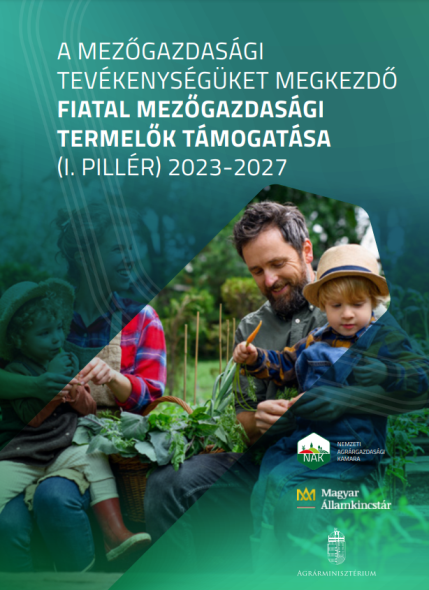 A MEZŐGAZDASÁGI
TEVÉKENYSÉGÜKET MEGKEZDŐ
FIATAL MEZŐGAZDASÁGI
TERMELŐK TÁMOGATÁSA
(I. PILLÉR) 2023-2027
NAK
NEMZETI
AGRÁRGAZDASÁGI
KAMARA
Magyar
Államkincstár
AGRÁRMINISZTÉRIUM